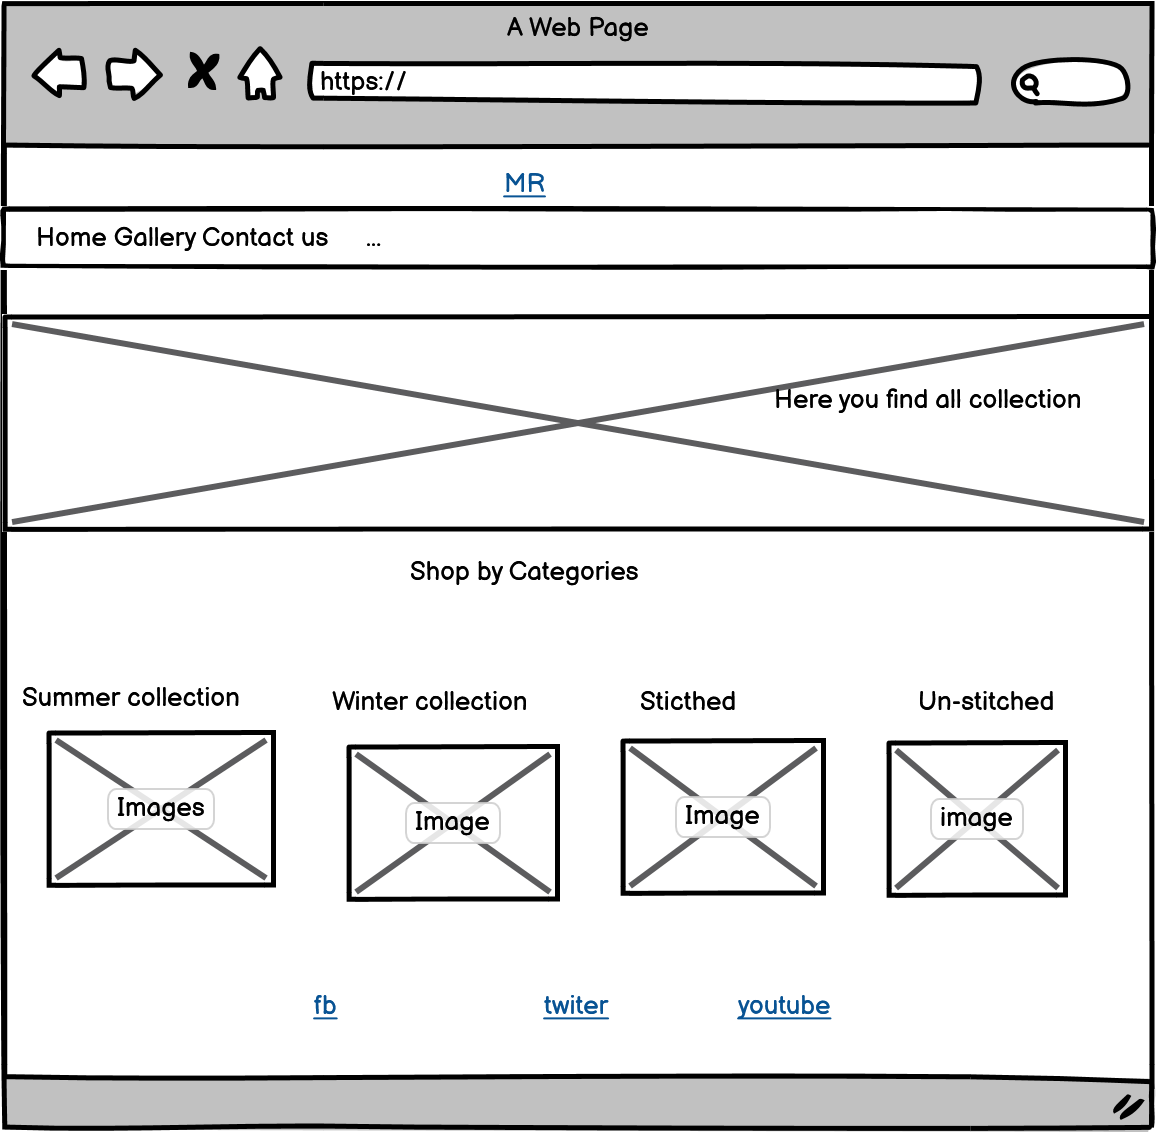 A Web Page
https://
MR
Home Gallery Contact us ...
Here you find all collection
Shop by Categories
Summer collection
Winter collection
Sticthed
Un-stitched
Images
Image
Image
image
fb
twiter
youtube